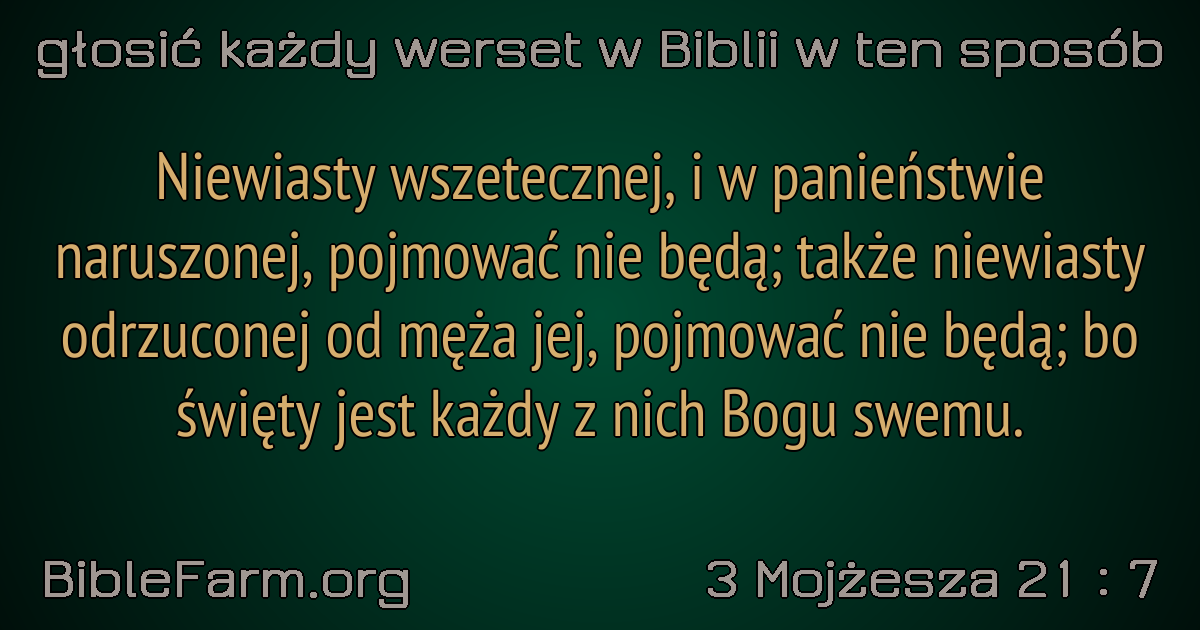 głosić każdy werset w Biblii w ten sposób
Niewiasty wszetecznej, i w panieństwie
naruszonej, pojmować nie będą; także niewiasty
odrzuconej od męża jej, pojmować nie będą; bo
święty jest każdy z nich Bogu swemu.
BibleFarm.org
3 Mojżesza 21 : 7